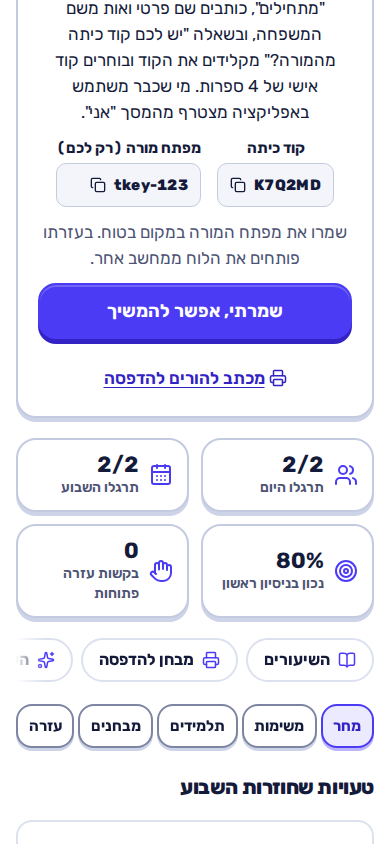 "מתחילים", כותבים שם פרטי ואות משם
המשפחה, ובשאלה "יש לכם קוד כיתה
מהמורה?" מקלידים את הקוד ובוחרים קוד
אישי של 4 ספרות. מי שכבר משתמש
באפליקציה מצטרף מהמסך "אני".
קוד כיתה
K7Q2MD
מפתח מורה (רק לכם)
tkey-123
שמרו את מפתח המורה במקום בטוח. בעזרתו
פותחים את הלוח ממחשב אחר.
שמרתי, אפשר להמשיך
מכתב להורים להדפסה
2/2
תרגלו היום
2/2
תרגלו השבוע
80%
נכון בניסיון ראשון
0
בקשות עזרה
פתוחות
השיעורים
מבחן להדפסה
מחר
משימות
תלמידים
מבחנים
עזרה
טעויות שחוזרות השבוע